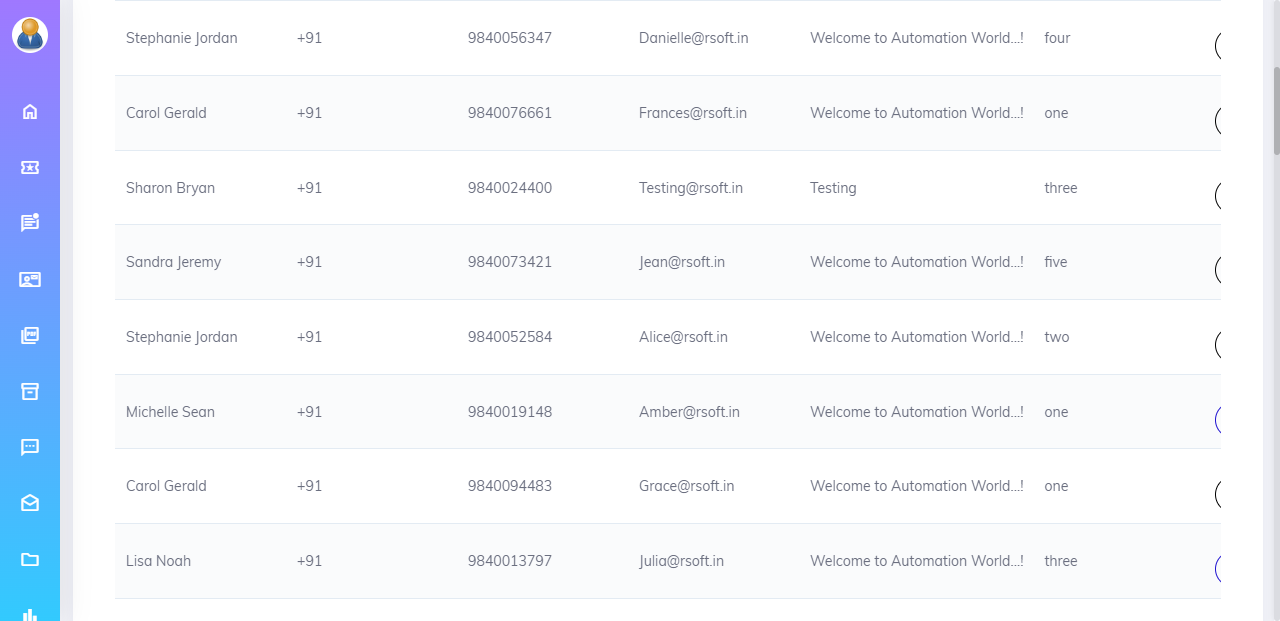 Stephanie Jordan +91 9840056347 Danielle@rsoft.in Welcome to Automation World...! four
Carol Gerald +91 9840076661 Frances@rsoft.in Welcome to Automation World...! one
Sharon Bryan +91 9840024400 Testing@rsoft.in Testing three
Sandra Jeremy +91 9840073421 Jean@rsoft.in Welcome to Automation World...! five
Stephanie Jordan +91 9840052584 Alice@rsoft.in Welcome to Automation World...! two
Michelle Sean +91 9840019148 Amber@rsoft.in Welcome to Automation World...! one
Carol Gerald +91 9840094483 Grace@rsoft.in Welcome to Automation World...! one
Lisa Noah +91 9840013797 Julia@rsoft.in Welcome to Automation World...! three